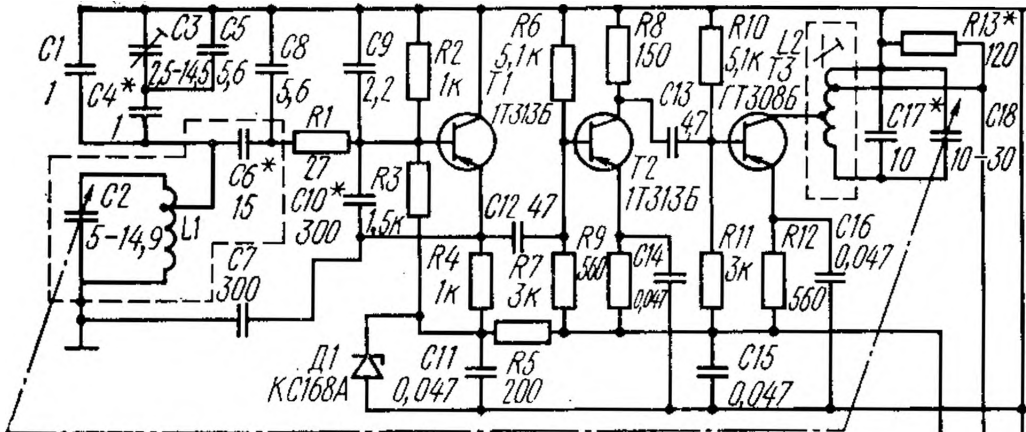 C1
1
C3
2,5-14,5
C4*
1
C5
5,6
C8
5,6
C9
2,2
R2
1к
T1
1Т313Б
R6
5,1к
R8
150
C13
47
R10
5,1к
L2
T3
ГТ308Б
R13*
120
C17*
10
C18
10-30
R1
27
C6*
15
C10*
300
R3
1,5к
C2
5-14,9
L1
C7
300
C12
47
T2
1Т313Б
R4
1к
R7
3к
R9
560
C14
0,047
R11
3к
R12
560
C16
0,047
Д1
КС168А
C11
0,047
R5
200
C15
0,047